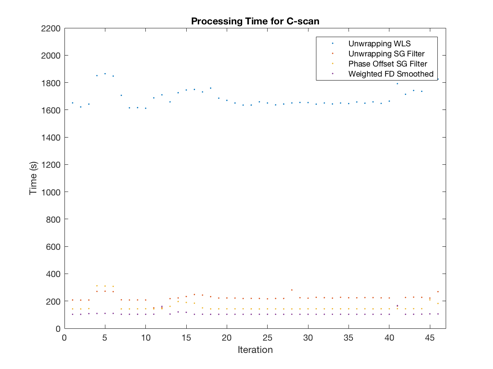 Processing Time for C-scan
Unwrapping WLS
Unwrapping SG Filter
Phase Offset SG Filter
Weighted FD Smoothed
2200
2000
1800
1600
1400
1200
1000
800
600
400
200
0
Time (s)
0 5 10 15 20 25 30 35 40 45
Iteration